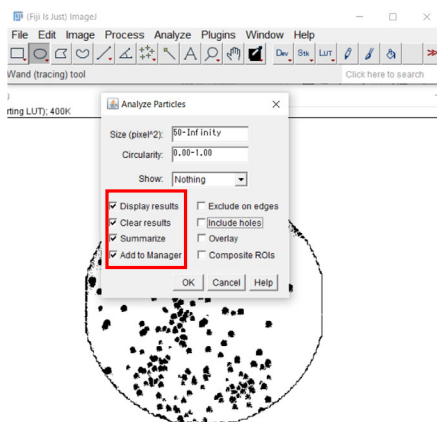 (Fiji Is Just) ImageJ
File Edit Image Process Analyze Plugins Window Help
Dev Stk LUT
Wand (tracing) tool
Click here to search
rting LUT); 400K
Analyze Particles
Size (pixel^2): 50-Infinity
Circularity: 0.00-1.00
Show: Nothing
Display results Exclude on edges
Clear results Include holes
Summarize Overlay
Add to Manager Composite ROIs
OK Cancel Help